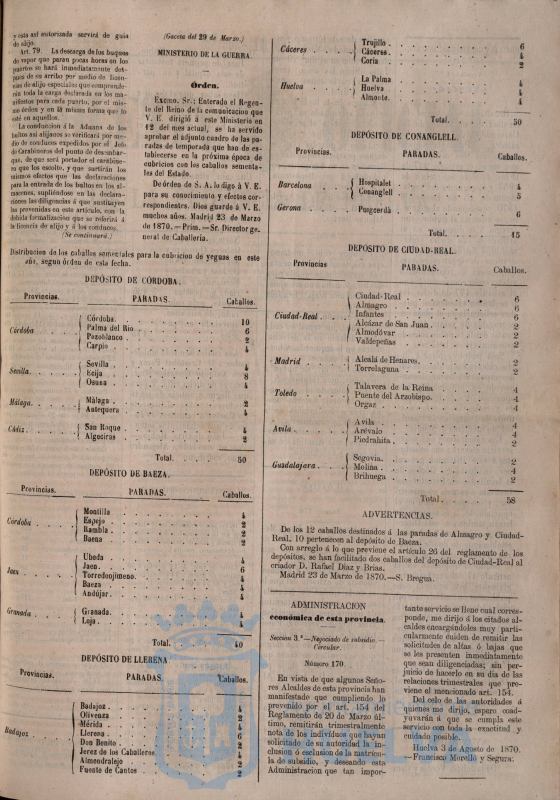 y esta así autorizada servirá de guia
de alijo.
Art. 79. La descarga de los buques
de vapor que paran pocas horas en los
puertos se hará inmediatamente des-
pues de su arribo por medio de licen-
cias de alijo especiales que comprende-
rán toda la carga declarada en los ma-
nifiestos para cada puerto, por el mis-
mo órden y en la misma forma que lo
esté en aquellos.
La conduccion á la Aduana de los
bultos así alijados se verificará por me-
dio de conduces expedidos por el Jefe
de Carabineros del punto de desembar-
que, de que será portador el carabine-
ro que los escolte, y que surtirán los
mismos efectos que las declaraciones
para la entrada de los bultos en los al-
macenes, supliéndose en las declara-
ciones las diligencias á que sustituyen
las prevenidas en este artículo, con la
debida formalizacion que se referirá á
la licencia de alijo y á los conduces.
(Se continuará.)
(Gaceta del 29 de Marzo.)
MINISTERIO DE LA GUERRA.
Orden.
Excmo. Sr.: Enterado el Regen-
te del Reino de la comunicacion que
V. E. dirigió á este Ministerio en
12 del mes actual, se ha servido
aprobar el adjunto cuadro de las pa-
radas de temporada que han de es-
tablecerse en la próxima época de
cubricion con los caballos sementa-
les del Estado.
De órden de S. A. lo digo á V. E.
para su conocimiento y efectos cor-
respondientes. Dios guarde á V. E.
muchos años. Madrid 23 de Marzo
de 1870.—Prim.—Sr. Director ge-
neral de Caballería.
Distribucion de los caballos sementales para la cubricion de yeguas en este
año, segun órden de esta fecha.
DEPÓSITO DE CÓRDOBA.
Provincias. PARADAS. Caballos.
Córdoba
Córdoba. 10
Palma del Rio 6
Pozoblanco 2
Carpio 4
Sevilla.
Sevilla 4
Ecija 8
Osuna 4
Málaga.
Málaga 2
Antequera 4
Cádiz.
San Roque 4
Algeciras 2
Total. 50
DEPÓSITO DE BAEZA.
Provincias. PARADAS. Caballos.
Córdoba
Montilla 4
Espejo 2
Rambla 2
Baena 2
Jaen
Ubeda 4
Jaen. 6
Torredonjimeno. 4
Baeza 4
Andújar. 4
Granada
Granada. 4
Loja. 4
Total. 40
DEPÓSITO DE LLERENA
Provincias. PARADAS. Caballos.
Badajoz
Badajoz 4
Olivenza 2
Mérida 4
Llerena 6
Don Benito 2
Jerez de los Caballeros 4
Almendralejo 2
Fuente de Cantos 2
Cáceres
Trujillo 6
Cáceres 4
Coria 2
Huelva
La Palma 4
Huelva 4
Almonte. 4
Total. 50
DEPÓSITO DE CONANGLELL.
Provincias. PARADAS. Caballos.
Barcelona
Hospitalet 4
Conanglell 5
Gerona
Puigcerdà 6
Total. 15
DEPÓSITO DE CIUDAD-REAL.
Provincias PARADAS. Caballos.
Ciudad-Real
Ciudad-Real 6
Almagro 6
Infantes 6
Alcázar de San Juan 2
Almodóvar 2
Valdepeñas 2
Madrid
Alcalá de Henares. 2
Torrelaguna 2
Toledo
Talavera de la Reina 4
Puente del Arzobispo. 4
Orgaz 4
Avila
Avila 4
Arévalo 4
Piedrahita 2
Guadalajara
Segovia. 2
Molina 4
Brihuega 2
Total. 58
ADVERTENCIAS.
De los 12 caballos destinados á las paradas de Almagro y Ciudad-
Real, 10 pertenecen al depósito de Baeza.
Con arreglo á lo que previene el artículo 26 del reglamento de los
depósitos, se han facilitado dos caballos del depósito de Ciudad-Real al
criador D. Rafael Diaz y Brias.
Madrid 23 de Marzo de 1870.—S. Bregua.
ADMINISTRACION
económica de esta provincia.
Seccion 3.ª—Negociado de subsidio.—
Circular.
Número 170.
En vista de que algunos Seño-
res Alcaldes de esta provincia han
manifestado que cumpliendo lo
prevenido por el art. 154 del
Reglamento de 20 de Marzo úl-
timo, remitirán trimestralmente
nota de los individuos que hayan
solicitado de su autoridad la in-
clusion ó esclusion de la matrícu-
la de subsidio, y deseando esta
Administracion que tan impor-
tante servicio se llene cual corres-
ponde, me dirijo á los citados al-
caldes encargándoles muy parti-
cularmente cuiden de remitir las
solicitudes de altas ó bajas que
se les presenten inmediatamente
que sean diligenciadas; sin per-
juicio de hacerlo en su dia de las
relaciones trimestrales que pre-
viene el mencionado art. 154.
Del celo de las autoridades á
quienes me dirijo, espero coad-
yuvarán á que se cumpla este
servicio con toda la exactitud y
cuidado posible.
Huelva 3 de Agosto de 1870.
—Francisco Morelló y Segura.